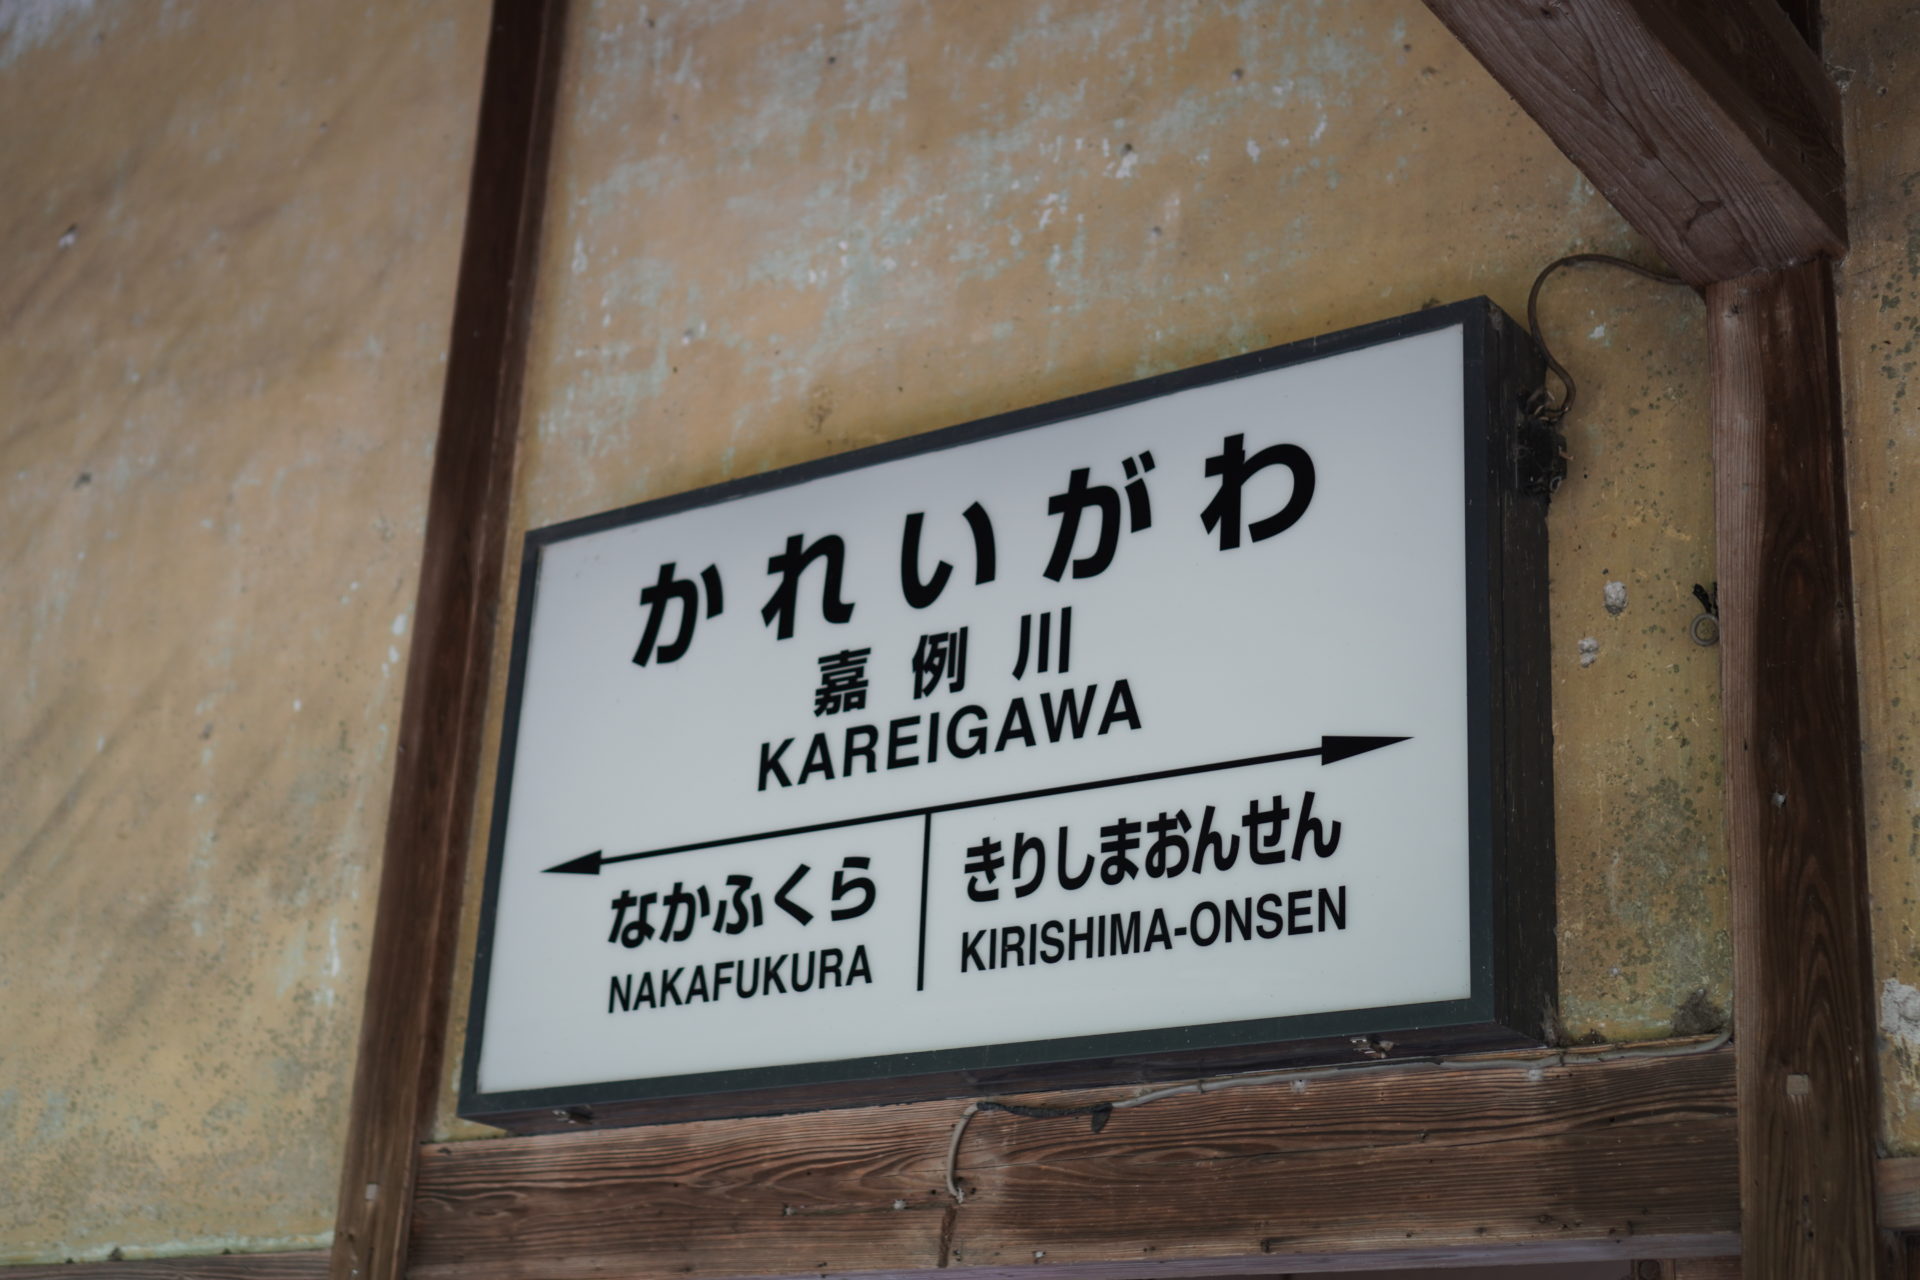 かれいがわ
嘉例川
KAREIGAWA
なかふくら
NAKAFUKURA
きりしまおんせん
KIRISHIMA-ONSEN